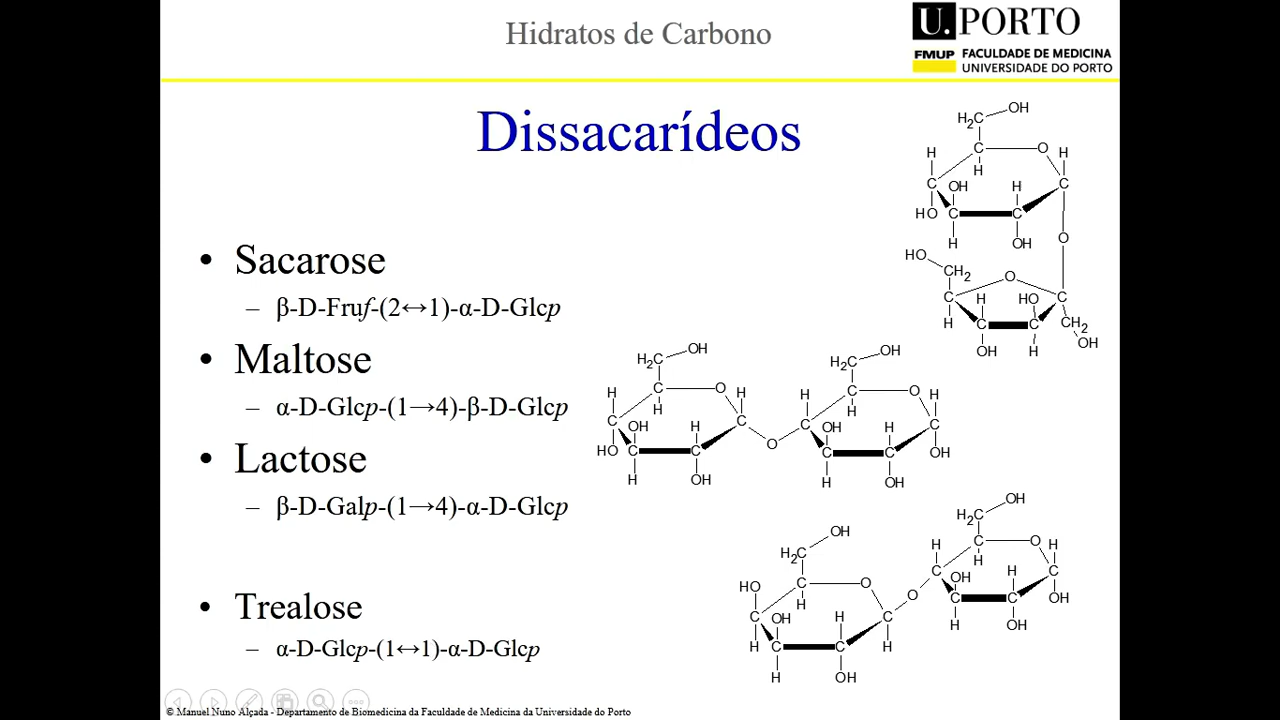 Hidratos de Carbono
U.PORTO
FMUP FACULDADE DE MEDICINA
UNIVERSIDADE DO PORTO
Dissacarídeos
• Sacarose
– β-D-Fruf-(2↔1)-α-D-Glcp
• Maltose
– α-D-Glcp-(1→4)-β-D-Glcp
• Lactose
– β-D-Galp-(1→4)-α-D-Glcp
• Trealose
– α-D-Glcp-(1↔1)-α-D-Glcp
H2C OH
C O
H H H
C OH H C
HO C C
H OH
O
HO CH2
O
C H HO C
H C C CH2
OH H OH
H2C OH H2C OH
H C O H H C O H
H H
C OH H C C OH H C
HO C C O C C OH
H OH H OH
H2C OH
H C O H
H
C OH H C
C C OH
H OH
OH
H2C
HO C O O
H
C OH H C
H C C H
H OH
© Manuel Nuno Alçada - Departamento de Biomedicina da Faculdade de Medicina da Universidade do Porto